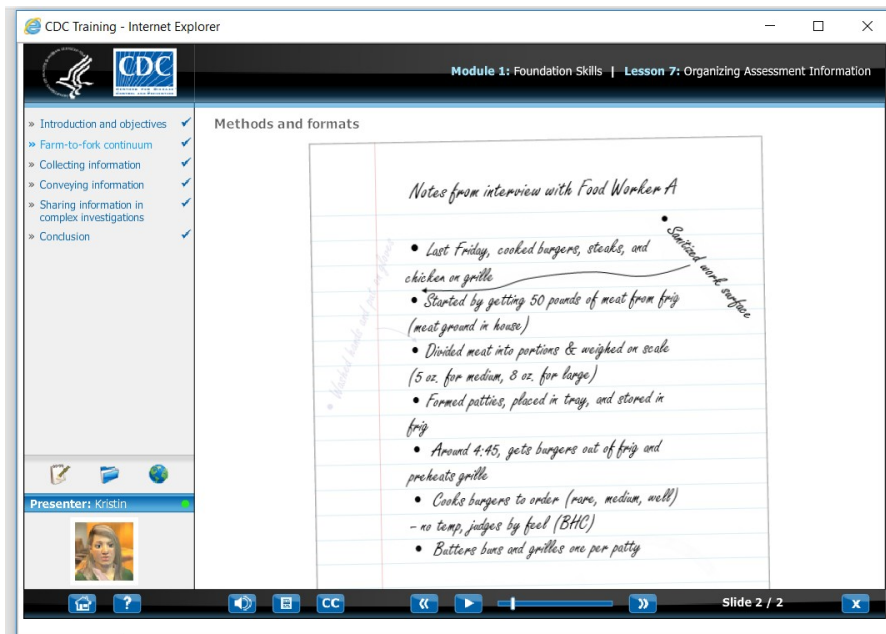 CDC Training - Internet Explorer
CDC
Module 1: Foundation Skills | Lesson 7: Organizing Assessment Information
» Introduction and objectives
» Farm-to-fork continuum
» Collecting information
» Conveying information
» Sharing information in
complex investigations
» Conclusion
Presenter: Kristin
Methods and formats
Notes from interview with Food Worker A
• Sanitized work surface
• Last Friday, cooked burgers, steaks, and
chicken on grille
• Started by getting 50 pounds of meat from frig
(meat ground in house)
• Divided meat into portions & weighed on scale
(5 oz. for medium, 8 oz. for large)
• Formed patties, placed in tray, and stored in
frig
• Around 4:45, gets burgers out of frig and
preheats grille
• Cooks burgers to order (rare, medium, well)
– no temp, judges by feel (BHC)
• Butters buns and grilles one per patty
• Washed hands and put on gloves
? CC Slide 2 / 2 X